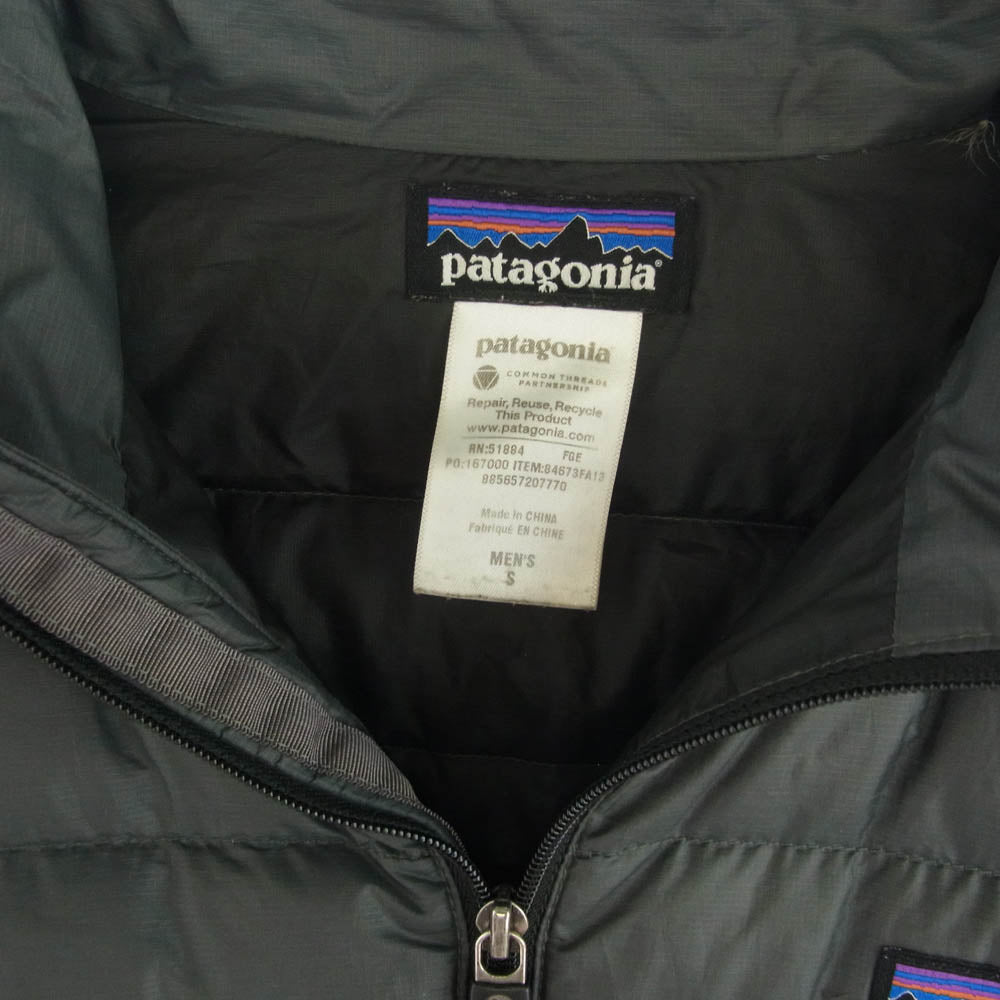 patagonia®
patagonia
COMMON THREADS
PARTNERSHIP
Repair, Reuse, Recycle
This Product
www.patagonia.com
RN:51884 FGE
PO:167000 ITEM:84673FA13
885657207770
Made in CHINA
Fabriqué EN CHINE
MEN'S
S